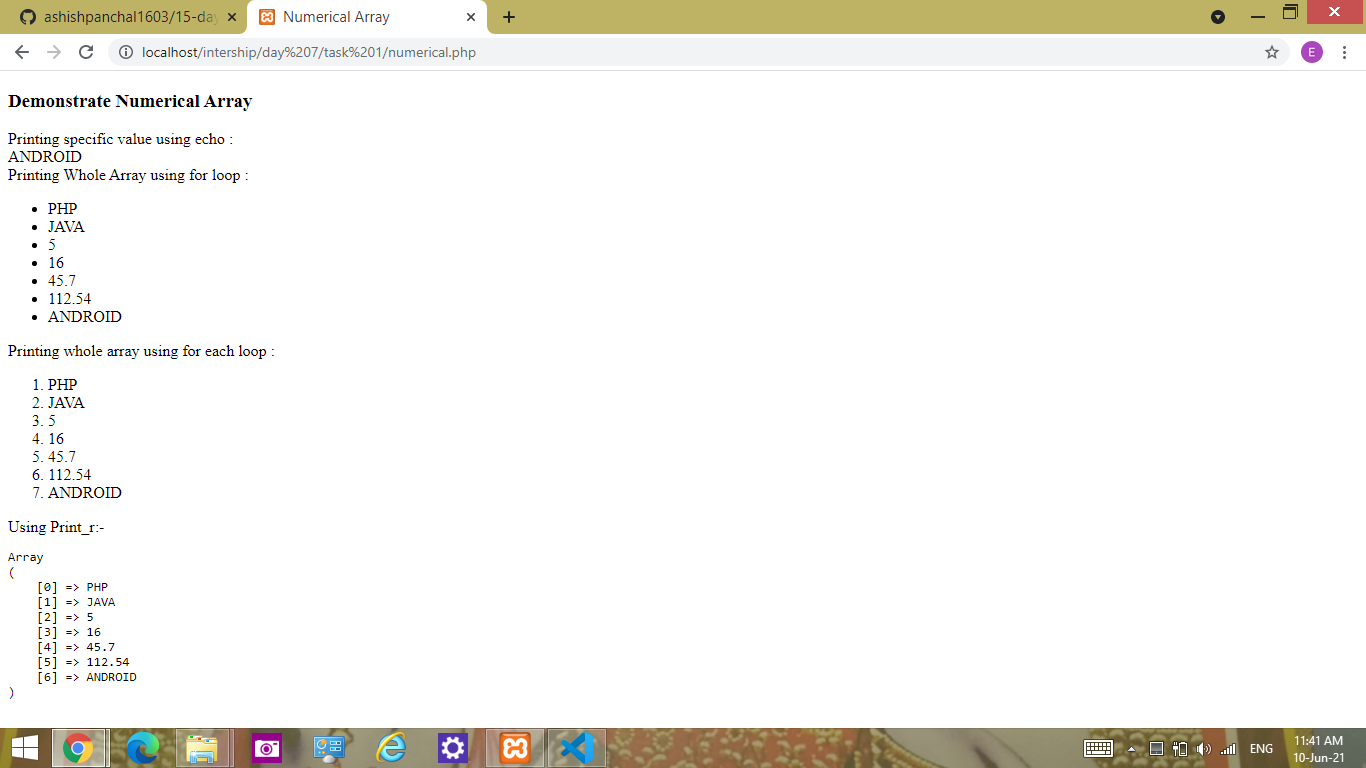 ashishpanchal1603/15-day
Numerical Array
localhost/intership/day%207/task%201/numerical.php
E
Demonstrate Numerical Array
Printing specific value using echo :
ANDROID
Printing Whole Array using for loop :
• PHP
• JAVA
• 5
• 16
• 45.7
• 112.54
• ANDROID
Printing whole array using for each loop :
1. PHP
2. JAVA
3. 5
4. 16
5. 45.7
6. 112.54
7. ANDROID
Using Print_r:-
Array
(
[0] => PHP
[1] => JAVA
[2] => 5
[3] => 16
[4] => 45.7
[5] => 112.54
[6] => ANDROID
)
ENG
11:41 AM
10-Jun-21